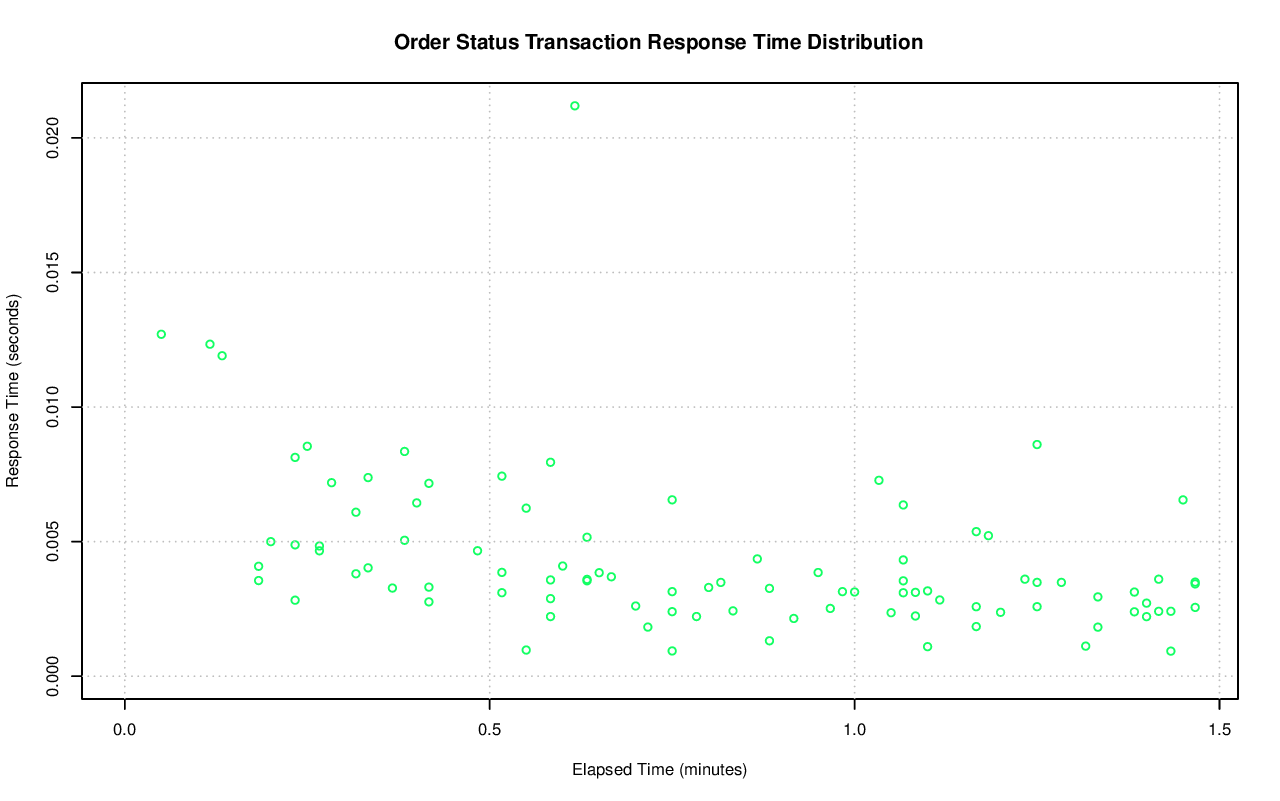 Order Status Transaction Response Time Distribution
Response Time (seconds)
0.020
0.015
0.010
0.005
0.000
0.0 0.5 1.0 1.5
Elapsed Time (minutes)